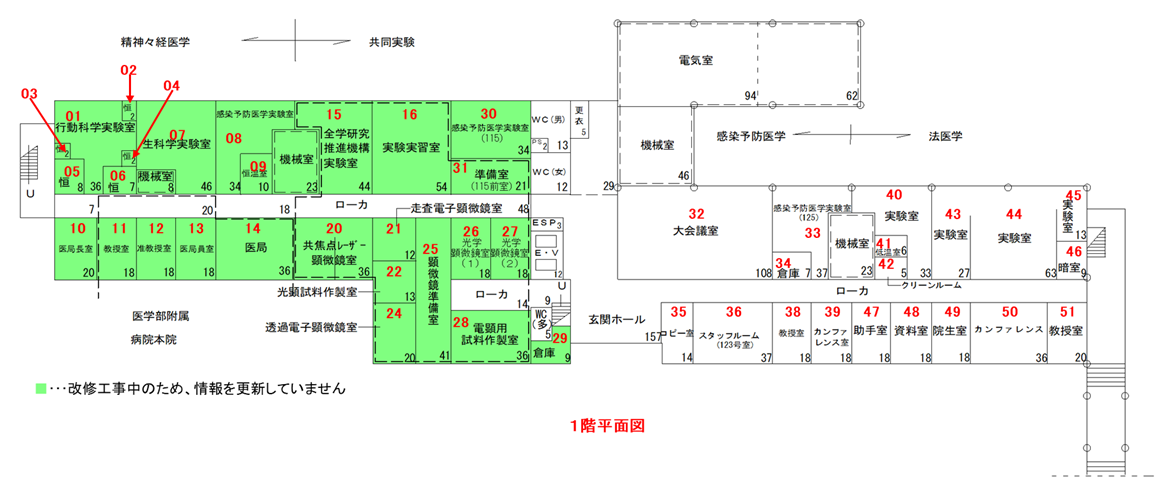 精神々経医学
共同実験
電気室
94
62
02
04
03
01
恒
2
行動科学実験室
07
生科学実験室
恒
2
恒
2
05
恒
8
36
06
恒
7
機械室
8
46
感染予防医学実験室
08
09
恒温室
34
10
機械室
23
15
全学研究
推進機構
実験室
44
16
実験実習室
54
30
感染予防医学実験室
(115)
34
31
準備室
(115前室)
21
WC(男)
13
更
衣
5
PS
2
WC(女)
12
29
機械室
46
感染予防医学
法医学
U
7
20
18
ローカ
走査電子顕微鏡室
48
10
医局長室
20
11
教授室
18
12
准教授室
18
13
医局員室
18
14
医局
36
20
共焦点レーザー
顕微鏡室
36
21
12
22
13
光顕試料作製室
24
20
透過電子顕微鏡室
25
顕微鏡準備室
41
26
光学
顕微鏡室
(1)
18
27
光学
顕微鏡室
(2)
18
ESP
3
E・V
12
ローカ
14
9
U
WC
(多)
5
28
電顕用
試料作製室
36
29
倉庫
9
医学部附属
病院本院
玄関ホール
157
32
大会議室
108
感染予防医学実験室
(125)
33
37
34
倉庫
7
機械室
23
40
実験室
33
41
6
恒温室
42
5
クリーンルーム
43
実験室
27
44
実験室
63
45
実験室
13
46
暗室
9
ローカ
35
コピー室
14
36
スタッフルーム
(123号室)
37
38
教授室
18
39
カンファ
レンス室
18
47
助手室
18
48
資料室
18
49
院生室
18
50
カンファレンス
36
51
教授室
20
■・・・改修工事中のため、情報を更新していません
1階平面図